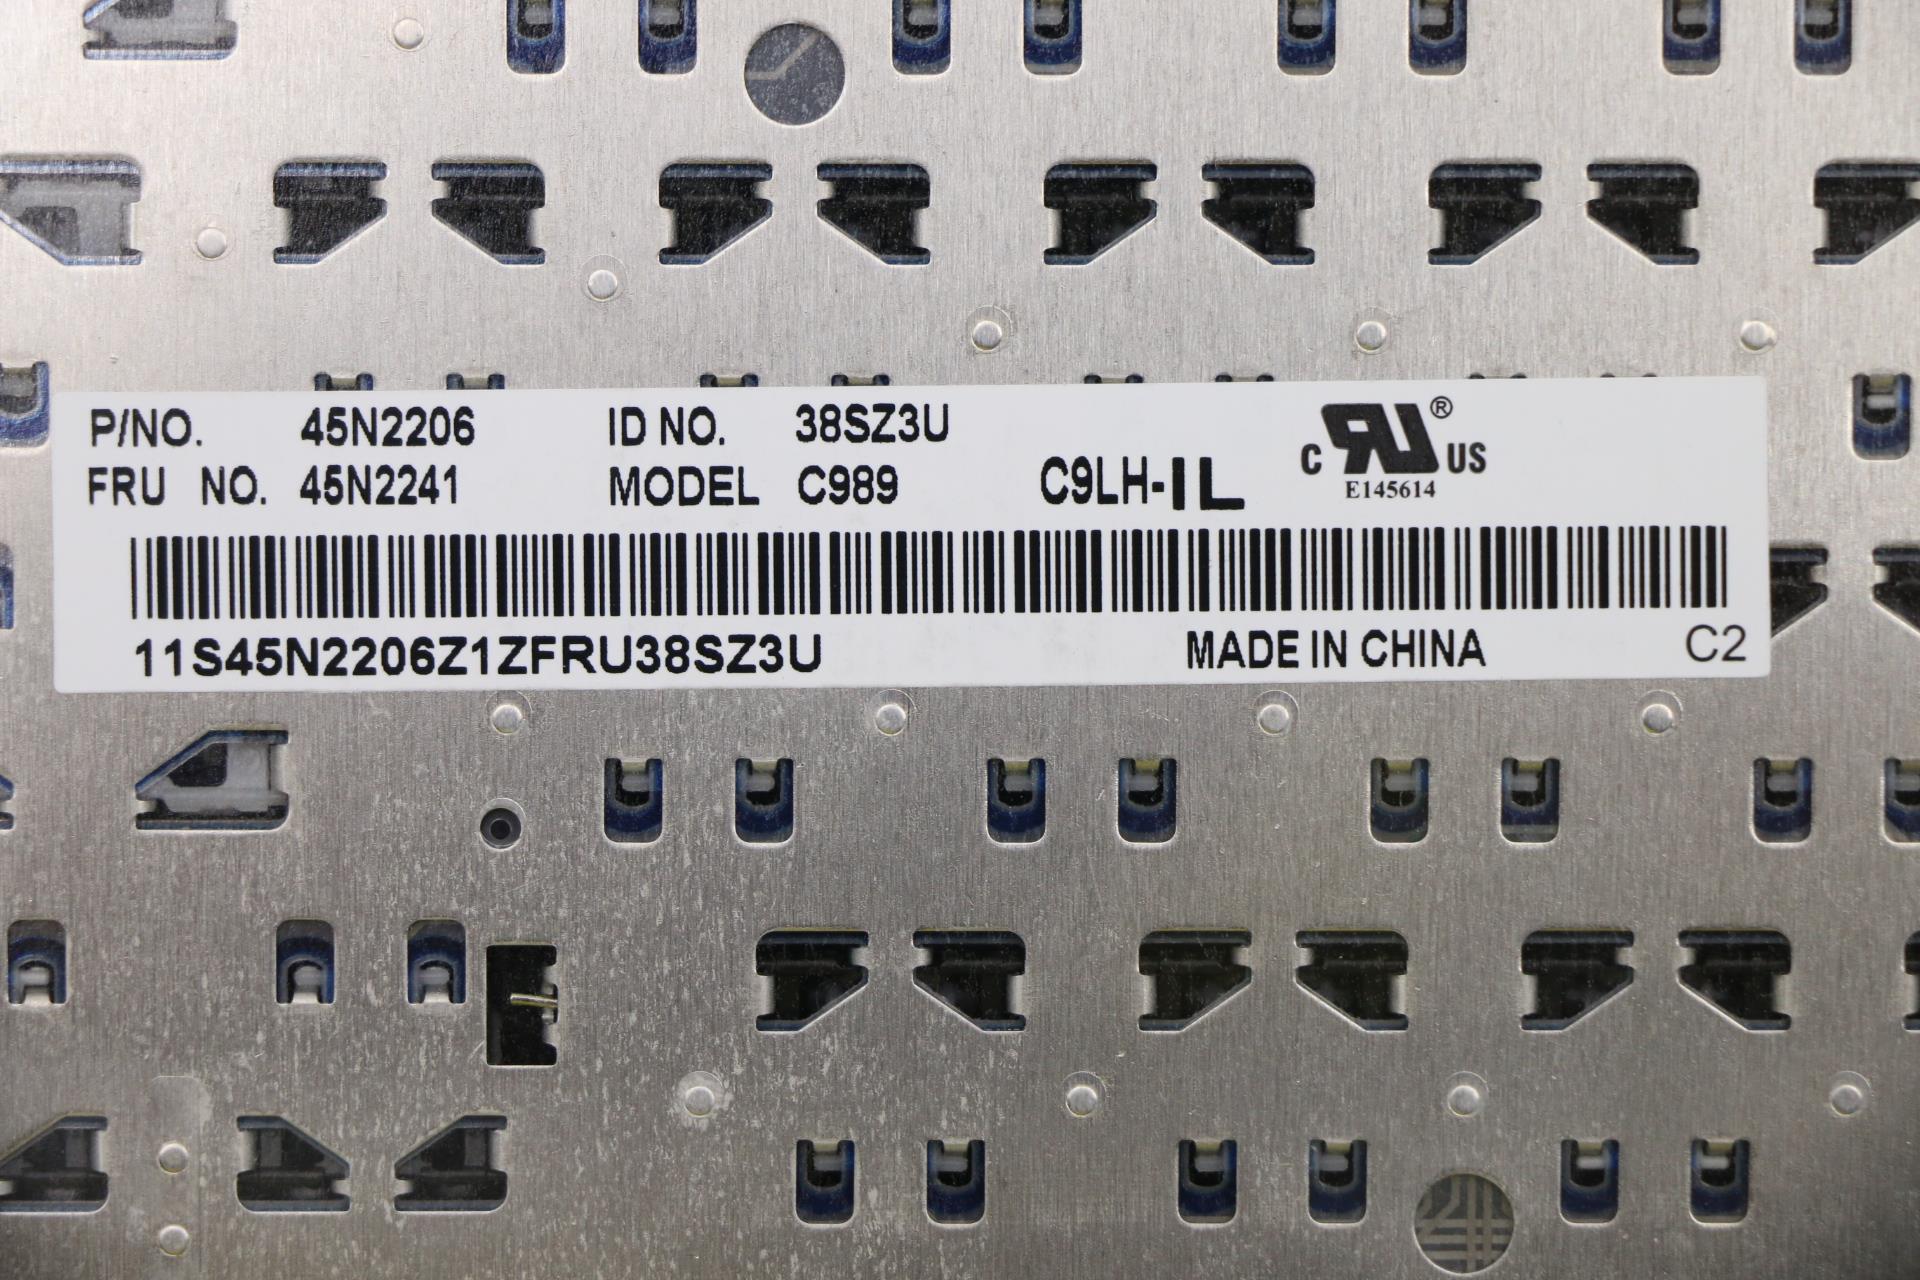 P/NO. 45N2206 ID NO. 38SZ3U
FRU NO. 45N2241 MODEL C989 C9LH-IL
c RU® US
E145614
11S45N2206Z1ZFRU38SZ3U MADE IN CHINA C2